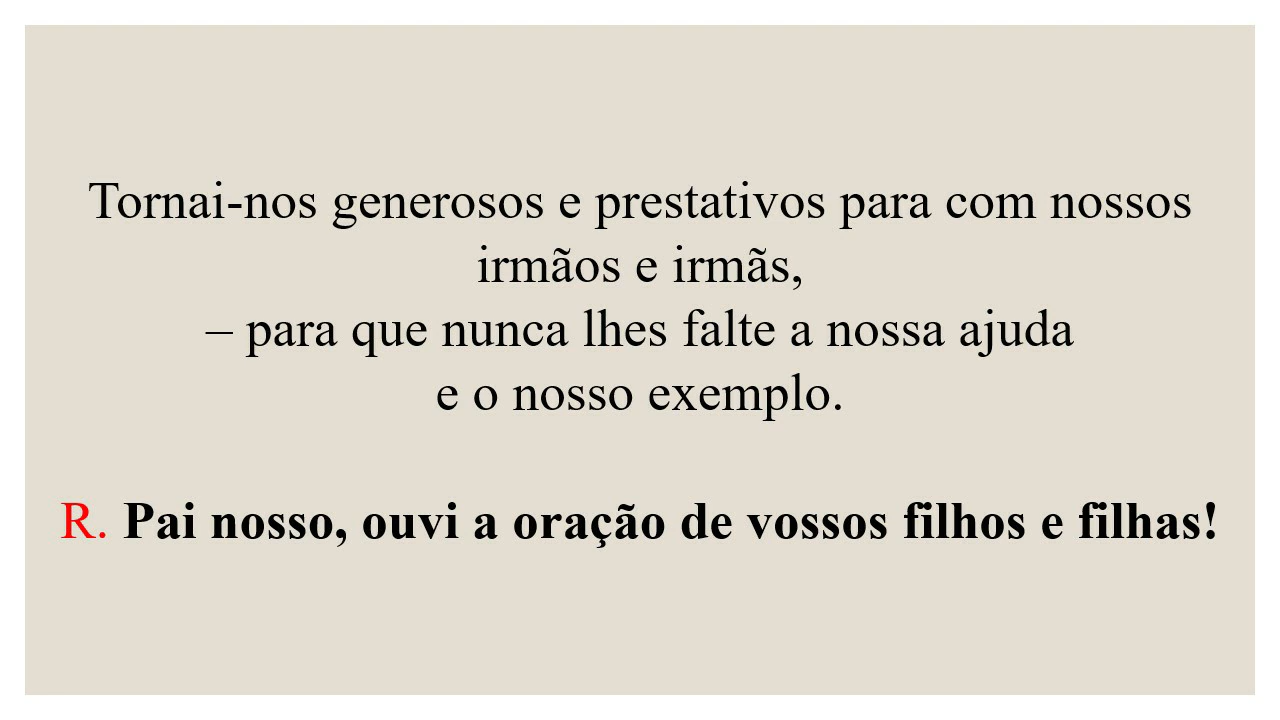 Tornai-nos generosos e prestativos para com nossos
irmãos e irmãs,
– para que nunca lhes falte a nossa ajuda
e o nosso exemplo.
R. Pai nosso, ouvi a oração de vossos filhos e filhas!